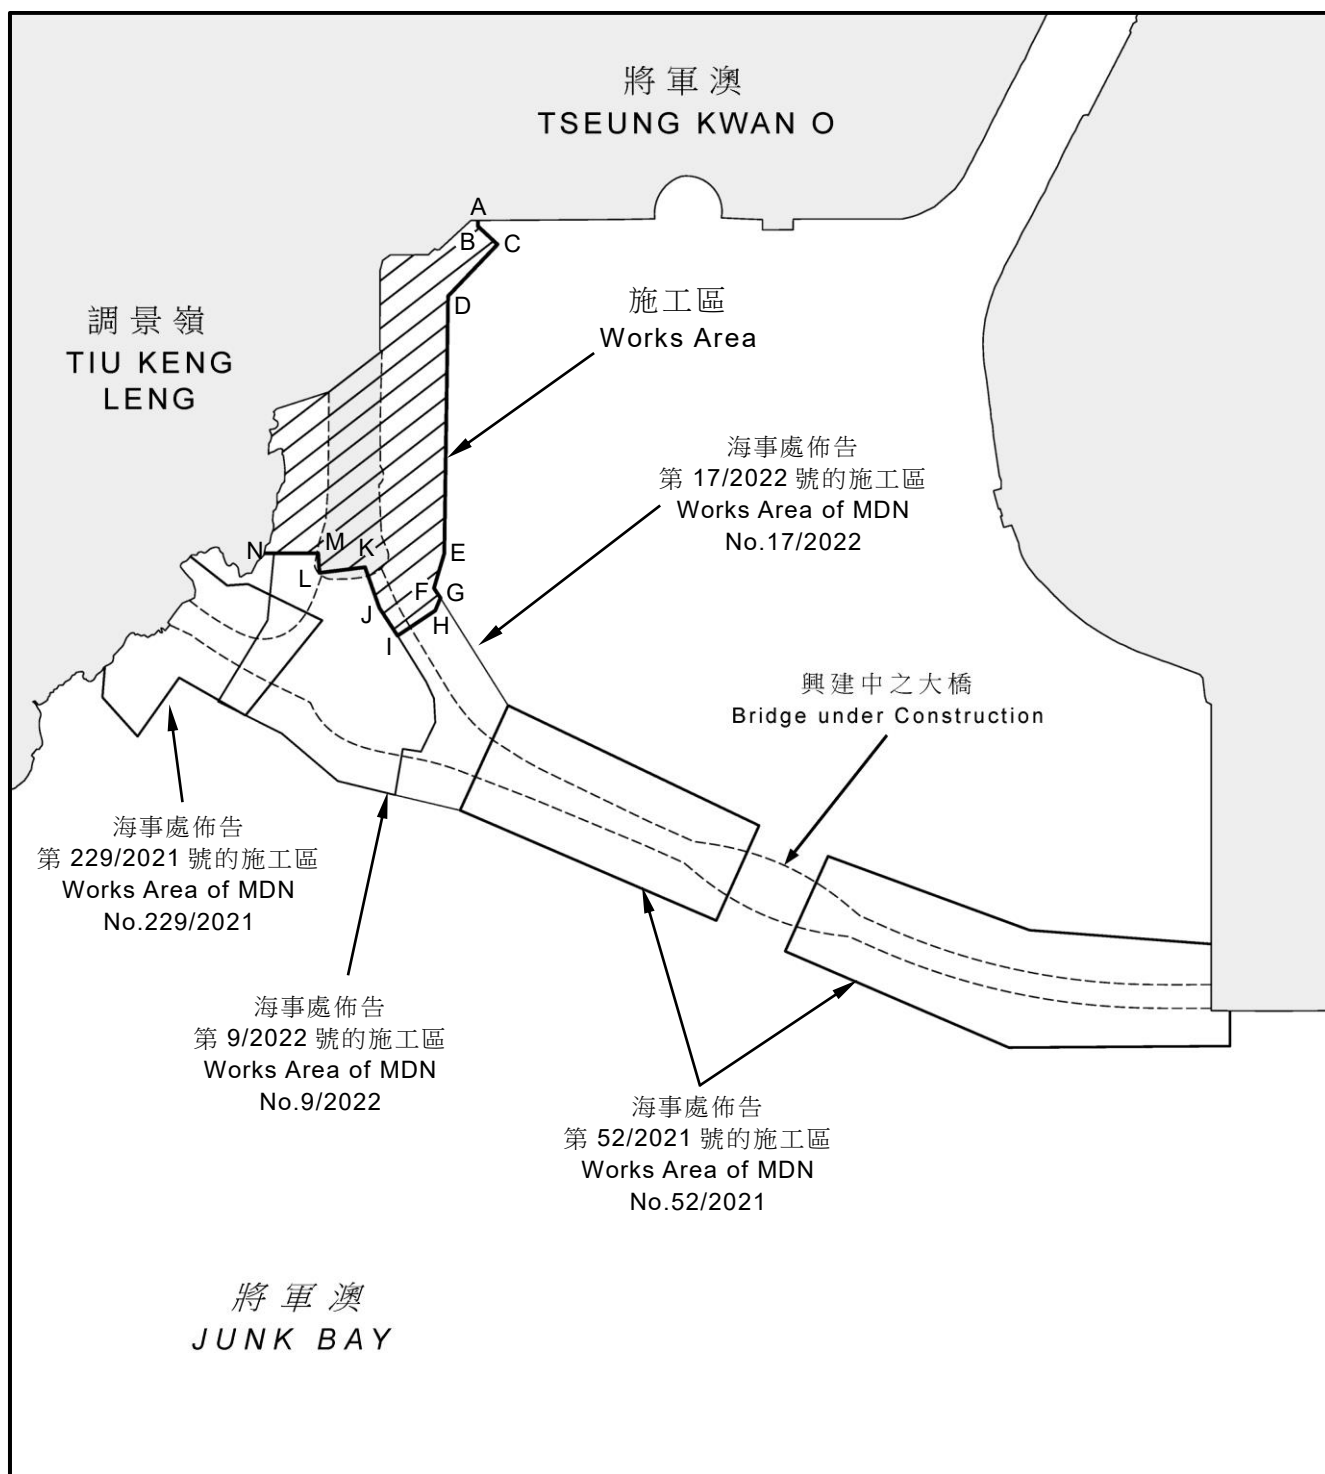 將軍澳
TSEUNG KWAN O
A
B
C
D
施工區
Works Area
調景嶺
TIU KENG
LENG
海事處佈告
第 17/2022 號的施工區
Works Area of MDN
No.17/2022
N
M
K
E
L
F
G
J
H
I
興建中之大橋
Bridge under Construction
海事處佈告
第 229/2021 號的施工區
Works Area of MDN
No.229/2021
海事處佈告
第 9/2022 號的施工區
Works Area of MDN
No.9/2022
海事處佈告
第 52/2021 號的施工區
Works Area of MDN
No.52/2021
將軍澳
JUNK BAY